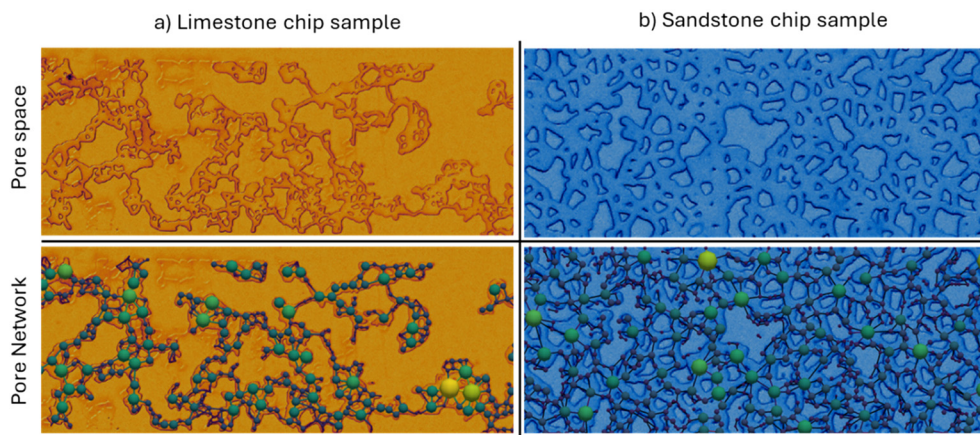 a) Limestone chip sample
b) Sandstone chip sample
Pore space
Pore Network